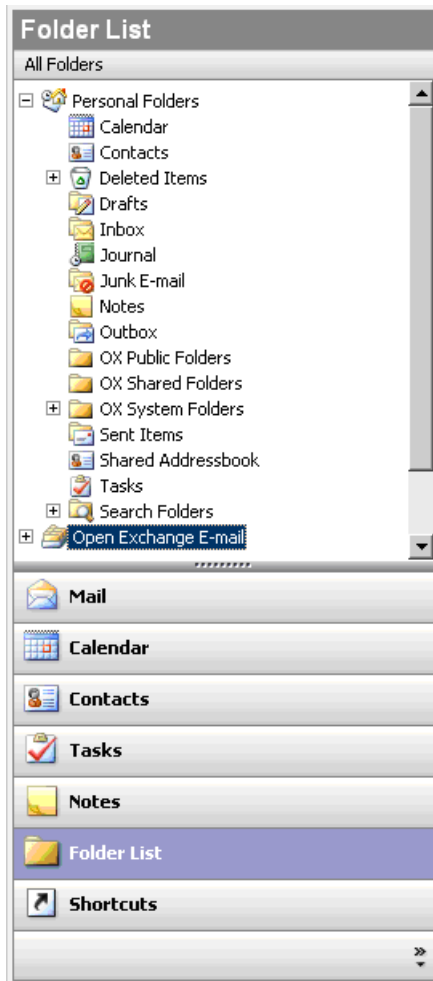 Folder List
All Folders
Personal Folders
Calendar
Contacts
Deleted Items
Drafts
Inbox
Journal
Junk E-mail
Notes
Outbox
OX Public Folders
OX Shared Folders
OX System Folders
Sent Items
Shared Addressbook
Tasks
Search Folders
Open Exchange E-mail
Mail
Calendar
Contacts
Tasks
Notes
Folder List
Shortcuts